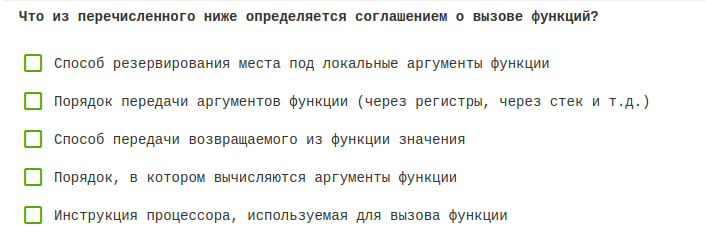 Что из перечисленного ниже определяется соглашением о вызове функций?
Способ резервирования места под локальные аргументы функции
Порядок передачи аргументов функции (через регистры, через стек и т.д.)
Способ передачи возвращаемого из функции значения
Порядок, в котором вычисляются аргументы функции
Инструкция процессора, используемая для вызова функции